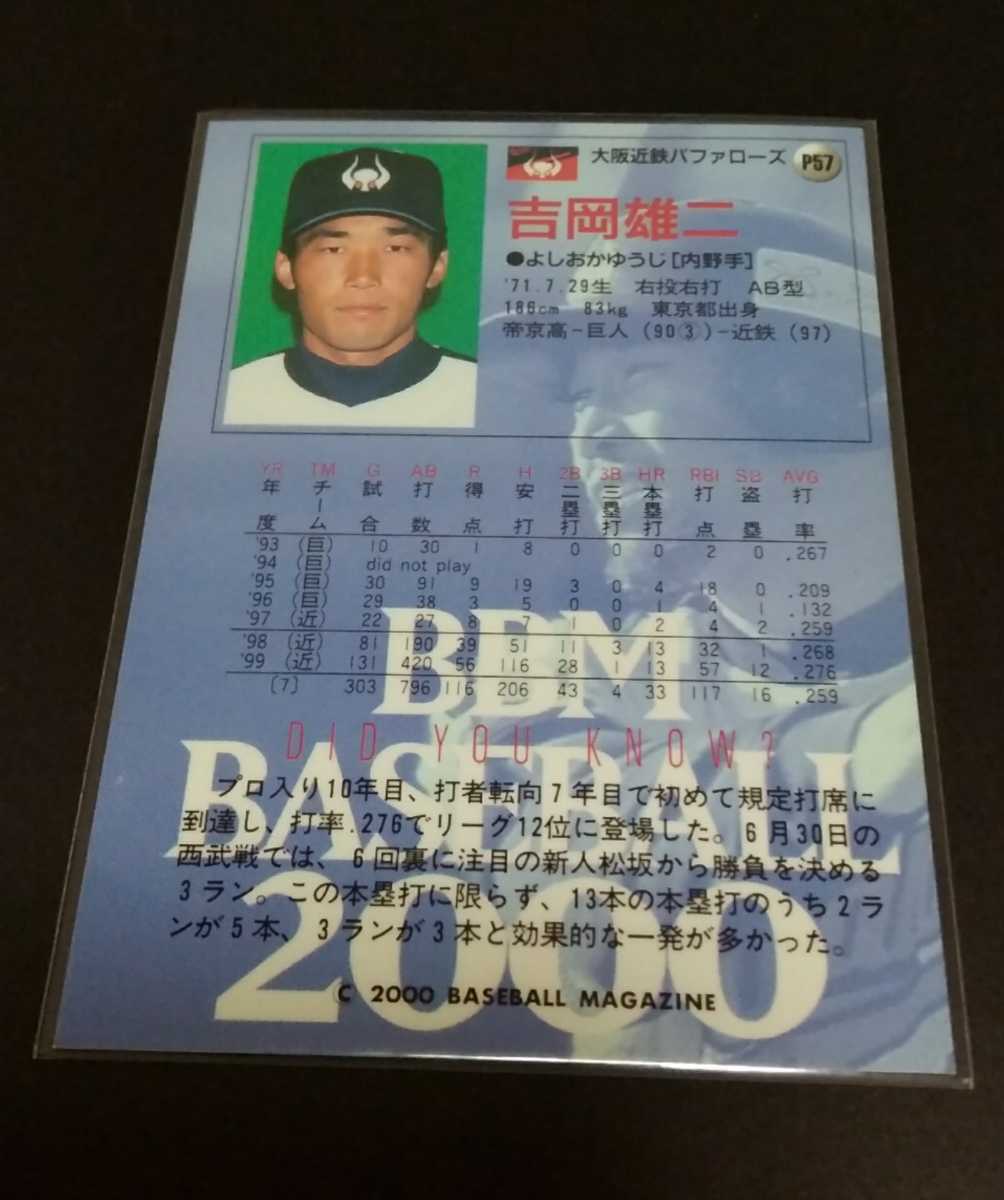 大阪近鉄バファローズ P57
吉岡雄二
●よしおかゆうじ[内野手]
'71.7.29生 右投右打 AB型
186cm 83kg 東京都出身
帝京高-巨人(90③)-近鉄(97)
YR TM G AB R H 2B 3B HR RBI SB AVG
年度 チーム 試合 打数 得点 安打 二塁打 三塁打 本塁打 打点 盗塁 打率
'93 (巨) 10 30 1 8 0 0 0 2 0 .267
'94 (巨) did not play
'95 (巨) 30 91 9 19 3 0 4 18 0 .209
'96 (巨) 29 38 3 5 0 0 1 4 1 .132
'97 (近) 22 27 8 7 1 0 2 4 2 .259
'98 (近) 81 190 39 51 11 3 13 32 1 .268
'99 (近) 131 420 56 116 28 1 13 57 12 .276
[7] 303 796 116 206 43 4 33 117 16 .259
BBM
DID YOU KNOW?
BASEBALL
プロ入り10年目、打者転向7年目で初めて規定打席に
到達し、打率.276でリーグ12位に登場した。6月30日の
西武戦では、6回裏に注目の新人松坂から勝負を決める
3ラン。この本塁打に限らず、13本の本塁打のうち2ラ
ンが5本、3ランが3本と効果的な一発が多かった。
2000
© 2000 BASEBALL MAGAZINE